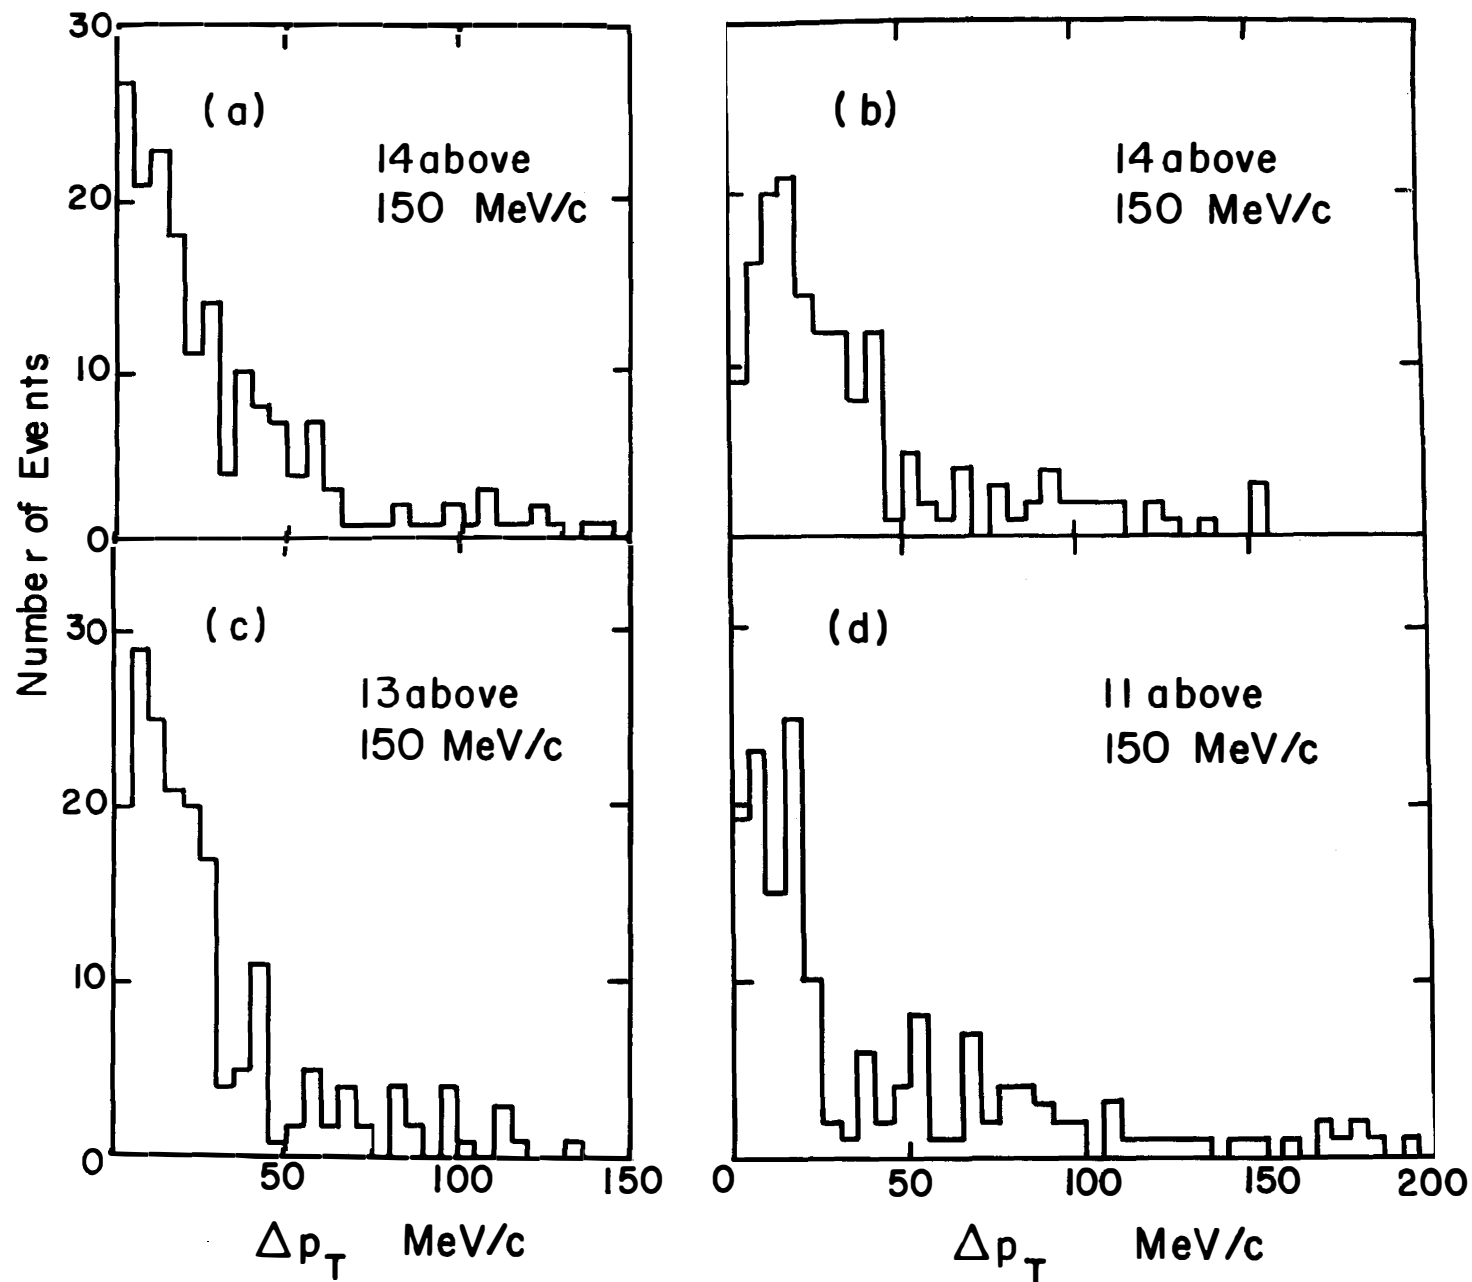 30
20
10
0
Number of Events
(a)
14 above
150 MeV/c
(b)
14 above
150 MeV/c
30
20
10
0
(c)
13 above
150 MeV/c
(d)
11 above
150 MeV/c
50 100 150
0 50 100 150 200
Δp_T MeV/c
Δp_T MeV/c